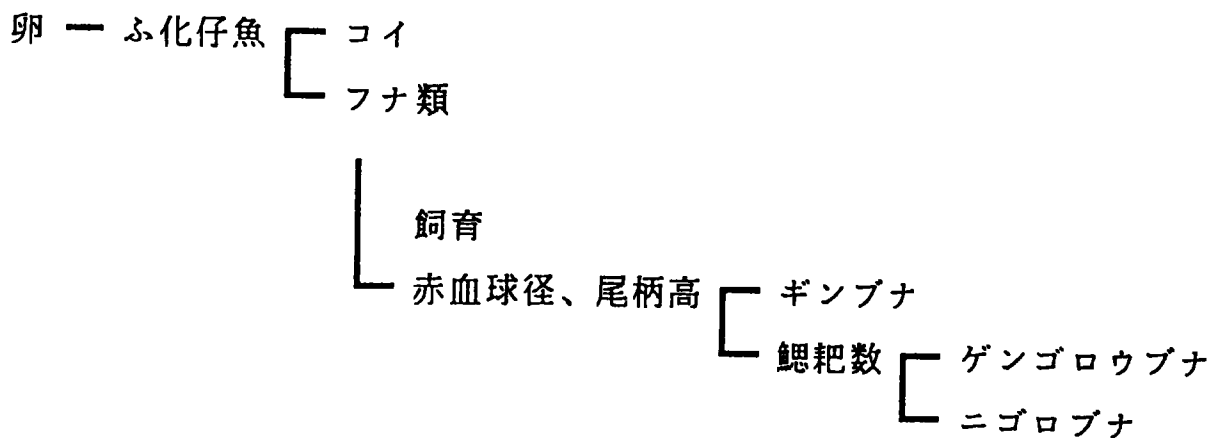 卵 ー ふ化仔魚 コイ
フナ類
飼育
赤血球径、尾柄高 ギンブナ
鰓耙数 ゲンゴロウブナ
ニゴロブナ